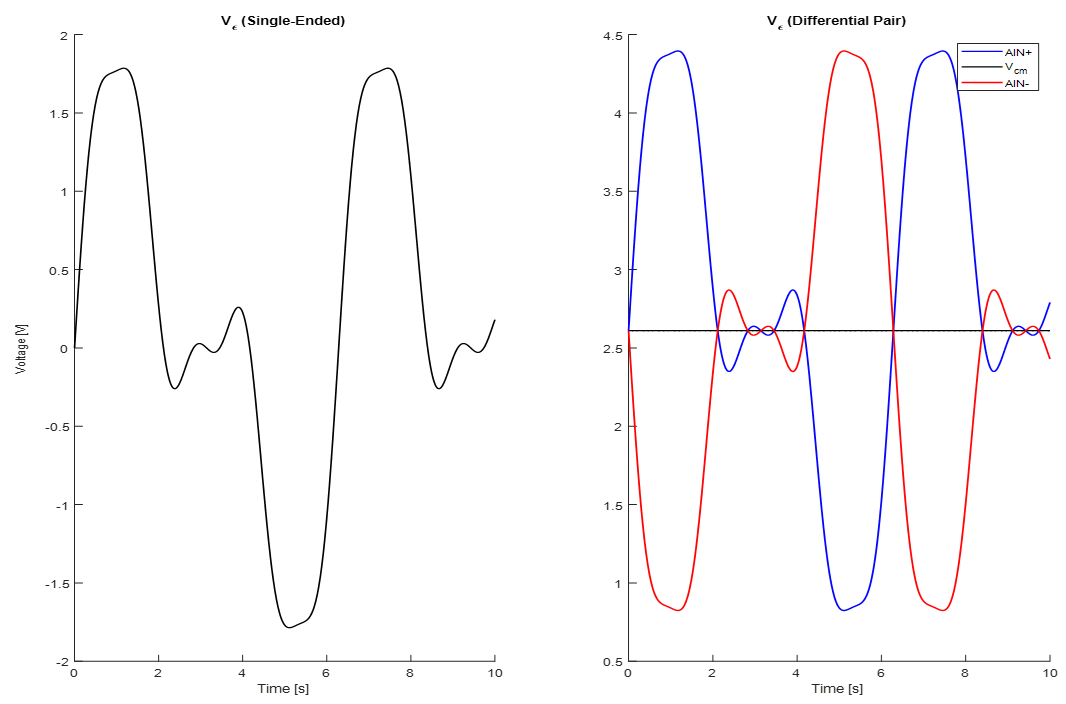 V ϵ (Single-Ended)
2
1.5
1
0.5
0
-0.5
-1
-1.5
-2
Voltage [V]
0 2 4 6 8 10
Time [s]
V ϵ (Differential Pair)
4.5
4
3.5
3
2.5
2
1.5
1
0.5
AIN+
Vcm
AIN-
0 2 4 6 8 10
Time [s]